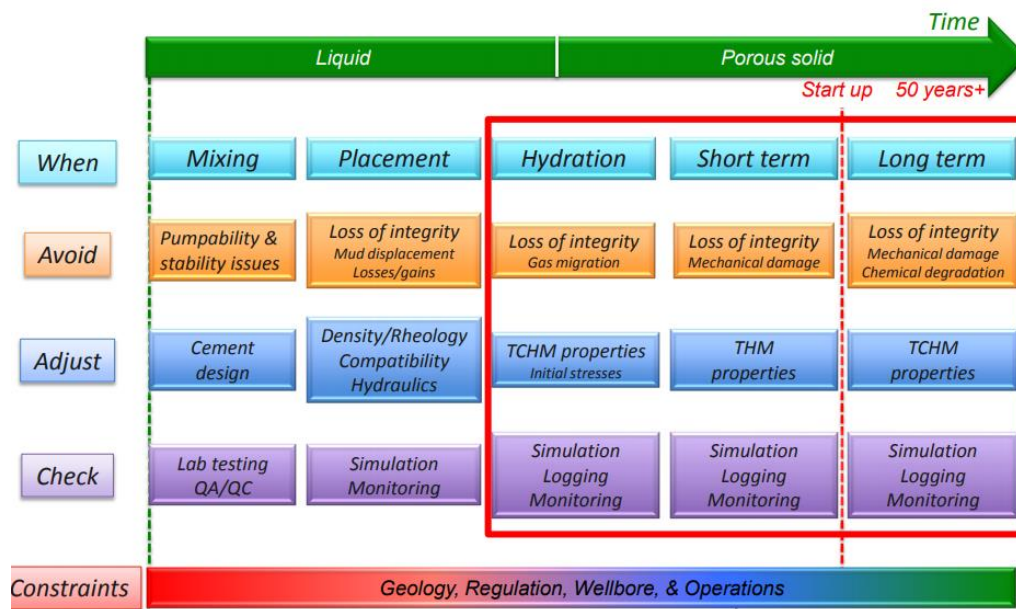 Time
Liquid
Porous solid
Start up
50 years+
When
Mixing
Placement
Hydration
Short term
Long term
Avoid
Pumpability &
stability issues
Loss of integrity
Mud displacement
Losses/gains
Loss of integrity
Gas migration
Loss of integrity
Mechanical damage
Loss of integrity
Mechanical damage
Chemical degradation
Adjust
Cement
design
Density/Rheology
Compatibility
Hydraulics
TCHM properties
Initial stresses
THM
properties
TCHM
properties
Check
Lab testing
QA/QC
Simulation
Monitoring
Simulation
Logging
Monitoring
Simulation
Logging
Monitoring
Simulation
Logging
Monitoring
Constraints
Geology, Regulation, Wellbore, & Operations